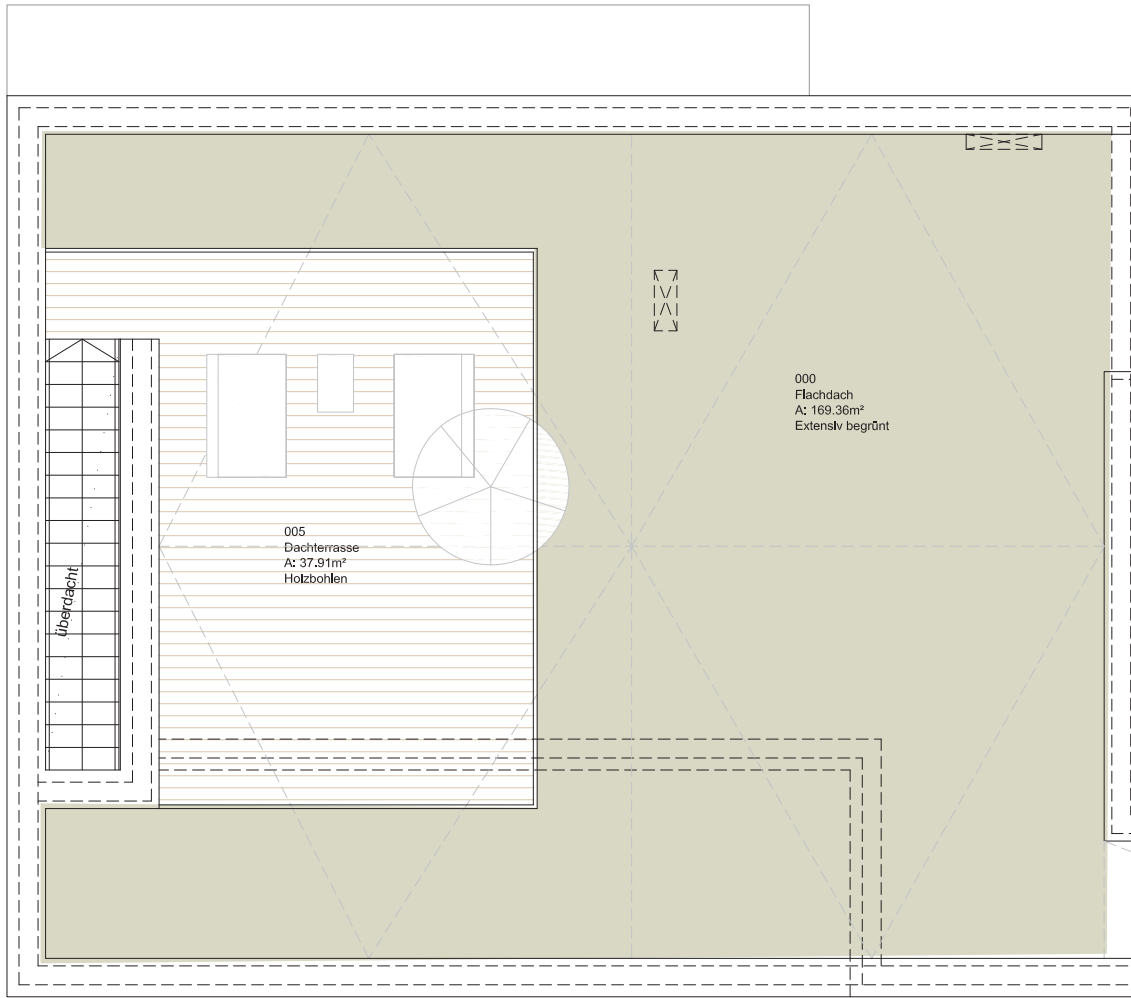 000
Flachdach
A: 169.36m²
Extensiv begrünt
005
Dachterrasse
A: 37.91m²
Holzbohlen
überdacht